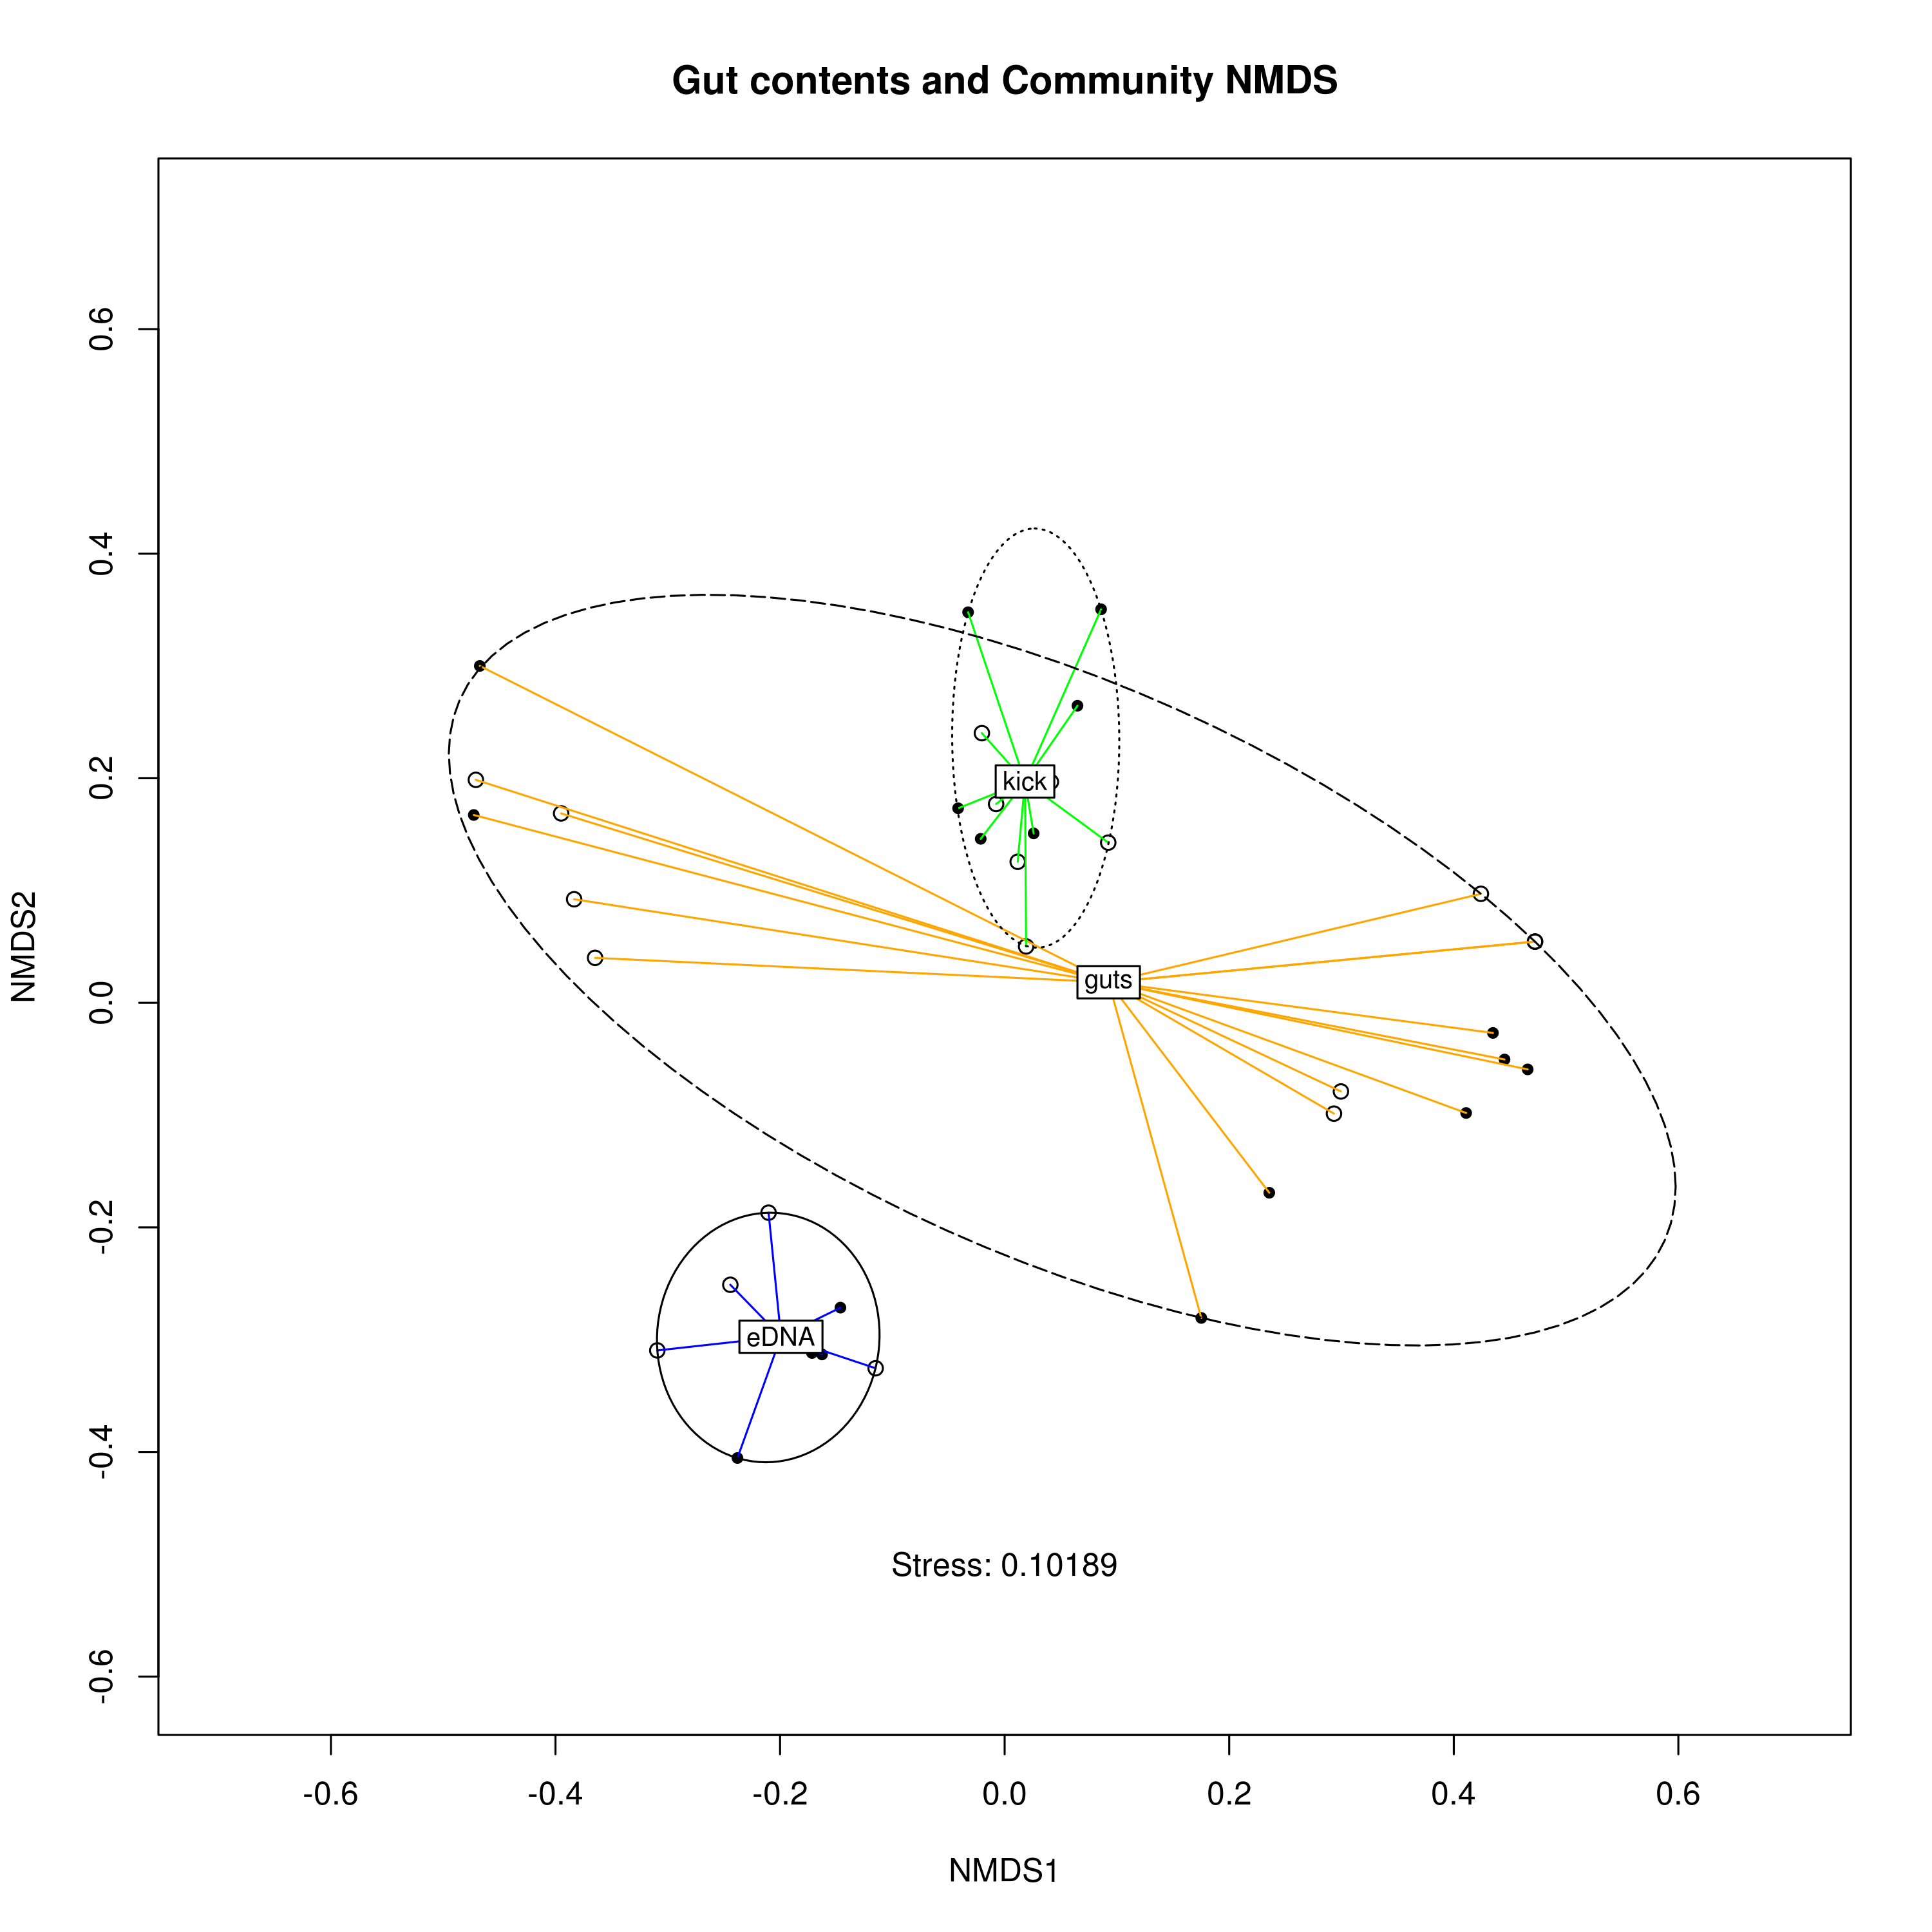 Gut contents and Community NMDS
NMDS2
0.6
0.4
0.2
0.0
-0.2
-0.4
-0.6
kick
guts
eDNA
Stress: 0.10189
-0.6 -0.4 -0.2 0.0 0.2 0.4 0.6
NMDS1